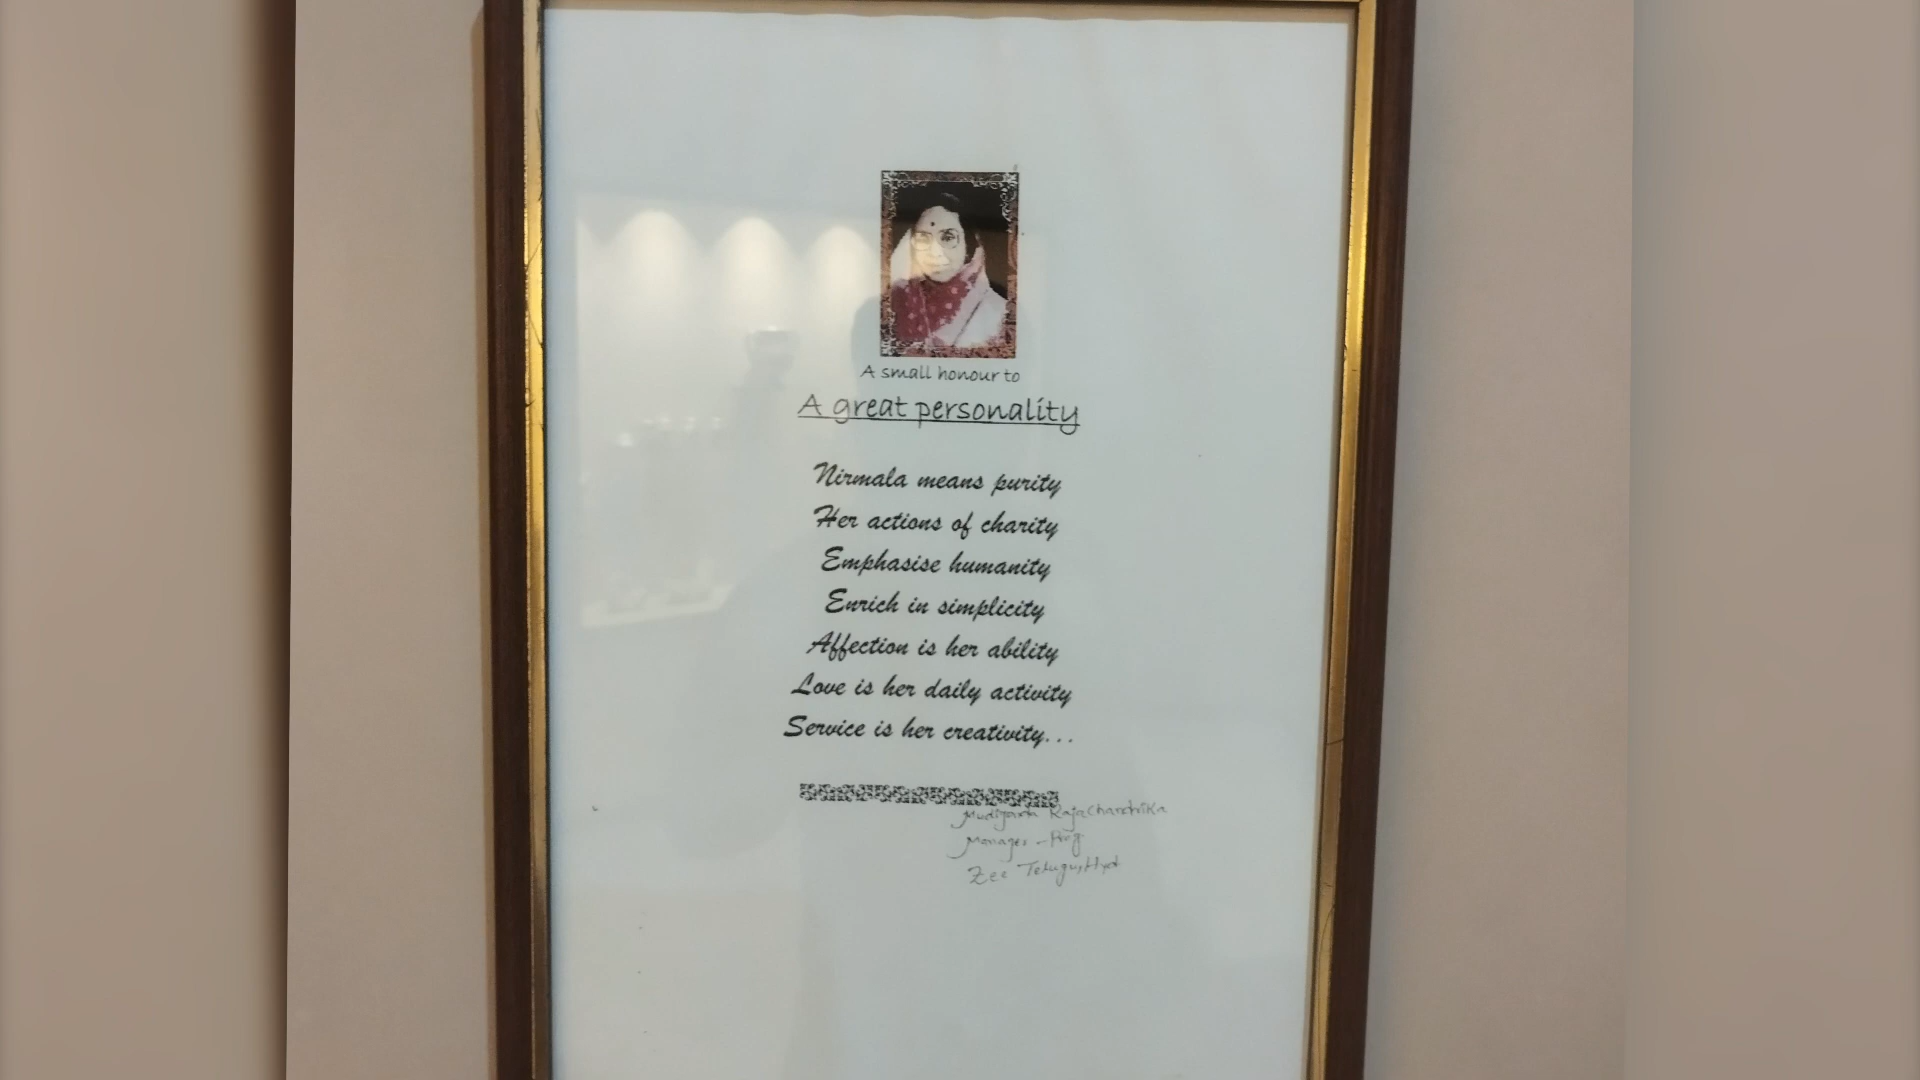 A small honour to
A great personality
Nirmala means purity
Her actions of charity
Emphasise humanity
Enrich in simplicity
Affection is her ability
Love is her daily activity
Service is her creativity...
RajaChandrika
Manager -
Zee Telugu, Hyd